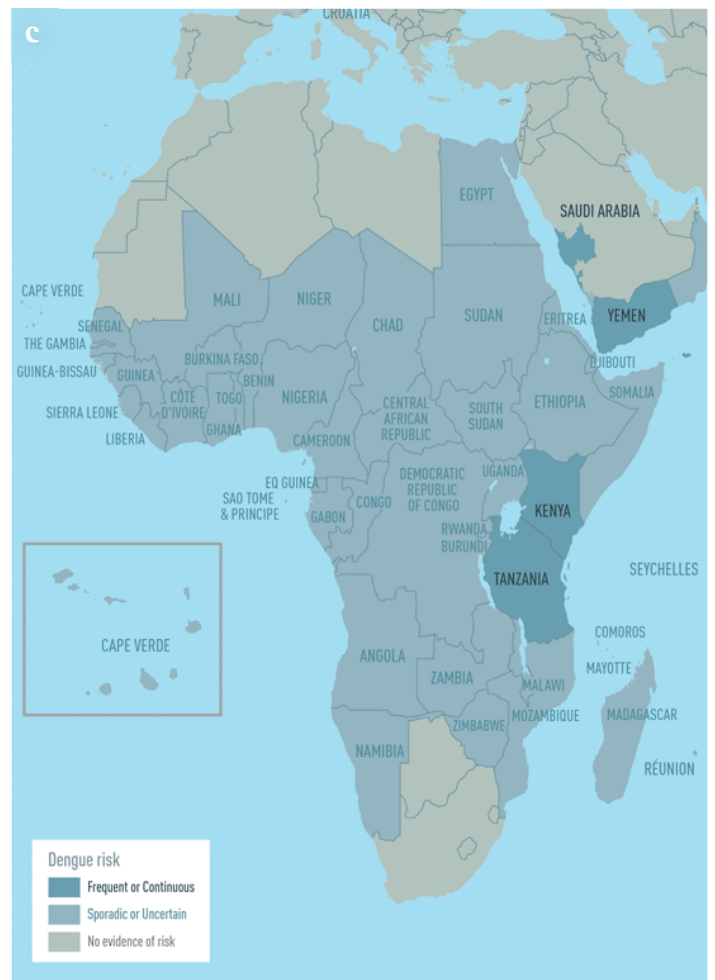 c
CROATIA
EGYPT
SAUDI ARABIA
CAPE VERDE
MALI
NIGER
CHAD
SUDAN
ERITREA
YEMEN
SENEGAL
THE GAMBIA
GUINEA-BISSAU
GUINEA
BURKINA FASO
BENIN
DJIBOUTI
SIERRA LEONE
CÔTE
D'IVOIRE
TOGO
NIGERIA
ETHIOPIA
SOMALIA
LIBERIA
GHANA
CAMEROON
CENTRAL
AFRICAN
REPUBLIC
SOUTH
SUDAN
EQ GUINEA
SAO TOME
& PRINCIPE
GABON
CONGO
DEMOCRATIC
REPUBLIC
OF CONGO
UGANDA
KENYA
RWANDA
BURUNDI
TANZANIA
SEYCHELLES
CAPE VERDE
COMOROS
ANGOLA
ZAMBIA
MALAWI
MAYOTTE
MOZAMBIQUE
MADAGASCAR
ZIMBABWE
NAMIBIA
RÉUNION
Dengue risk
Frequent or Continuous
Sporadic or Uncertain
No evidence of risk